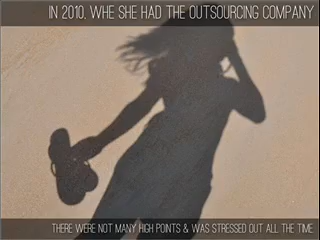 IN 2010, WHE SHE HAD THE OUTSOURCING COMPANY
THERE WERE NOT MANY HIGH POINTS & WAS STRESSED OUT ALL THE TIME.